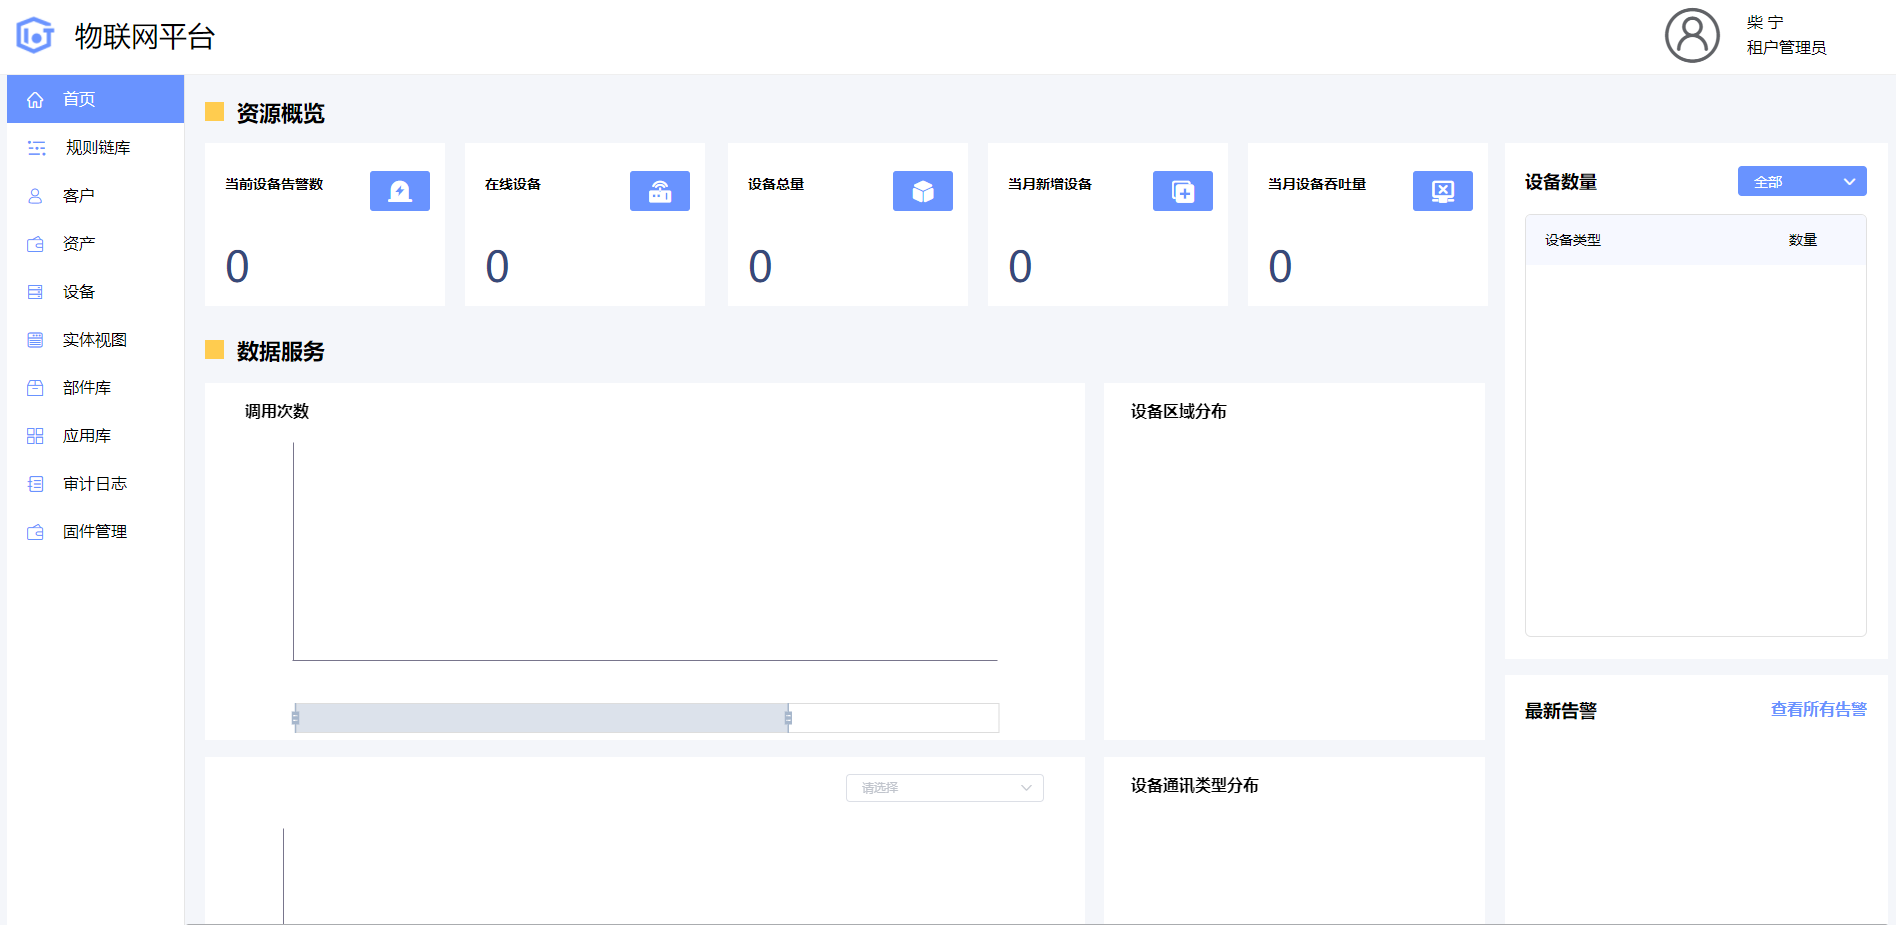 IoT
物联网平台
柴 宁
租户管理员
首页
规则链库
客户
资产
设备
实体视图
部件库
应用库
审计日志
固件管理
资源概览
当前设备告警数
0
在线设备
0
设备总量
0
当月新增设备
0
当月设备吞吐量
0
设备数量
全部
设备类型 数量
数据服务
调用次数
设备区域分布
请选择
设备通讯类型分布
最新告警
查看所有告警